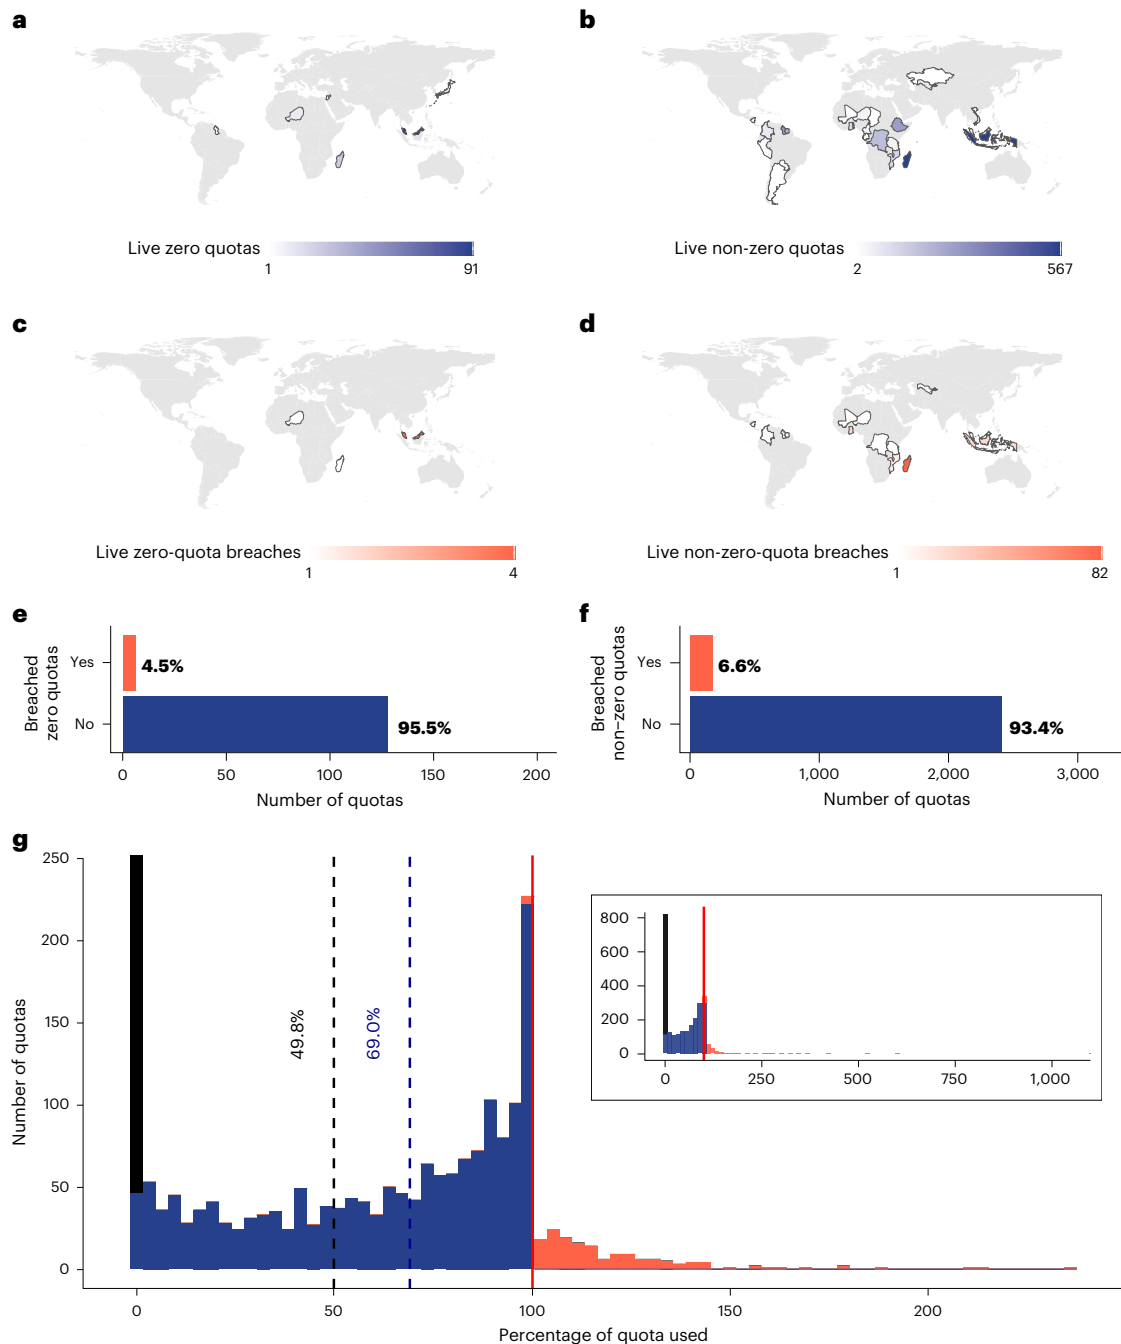 a
b
Live zero quotas
1
91
Live non-zero quotas
2
567
c
d
Live zero-quota breaches
1
4
Live non-zero-quota breaches
1
82
e
Breached
zero quotas
Yes
4.5%
No
95.5%
0
50
100
150
200
Number of quotas
f
Breached
non–zero quotas
Yes
6.6%
No
93.4%
0
1,000
2,000
3,000
Number of quotas
g
Number of quotas
250
200
150
100
50
0
49.8%
69.0%
0
50
100
150
200
Percentage of quota used
800
600
400
200
0
0
250
500
750
1,000